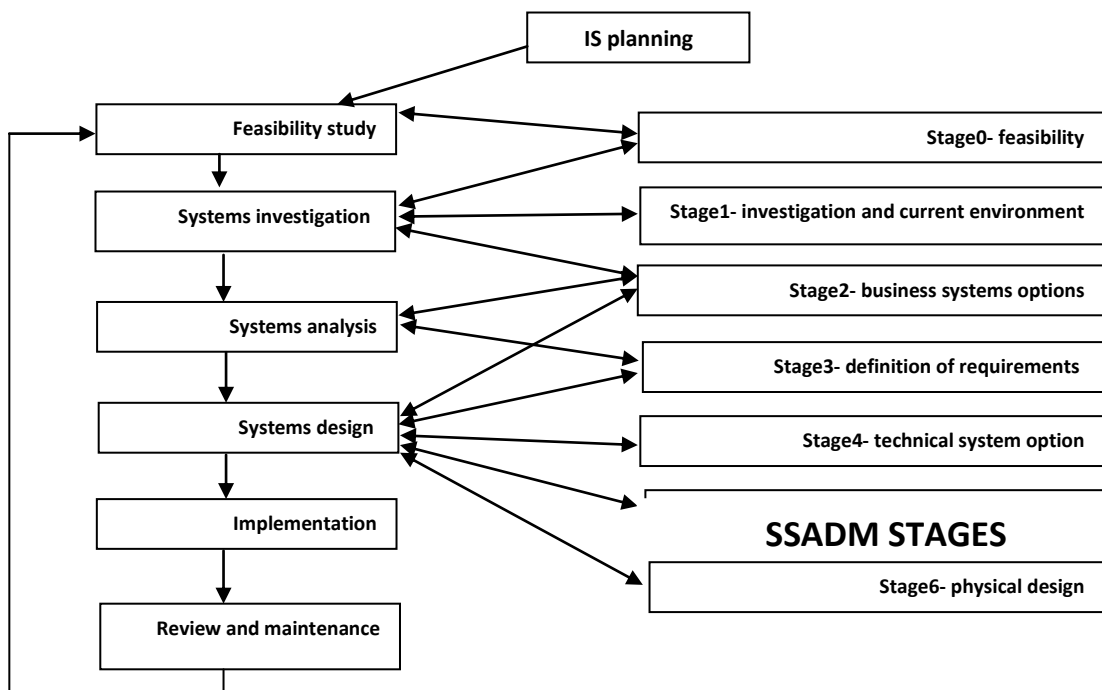 IS planning
Feasibility study
Stage0- feasibility
Systems investigation
Stage1- investigation and current environment
Stage2- business systems options
Systems analysis
Stage3- definition of requirements
Systems design
Stage4- technical system option
Implementation
SSADM STAGES
Stage6- physical design
Review and maintenance